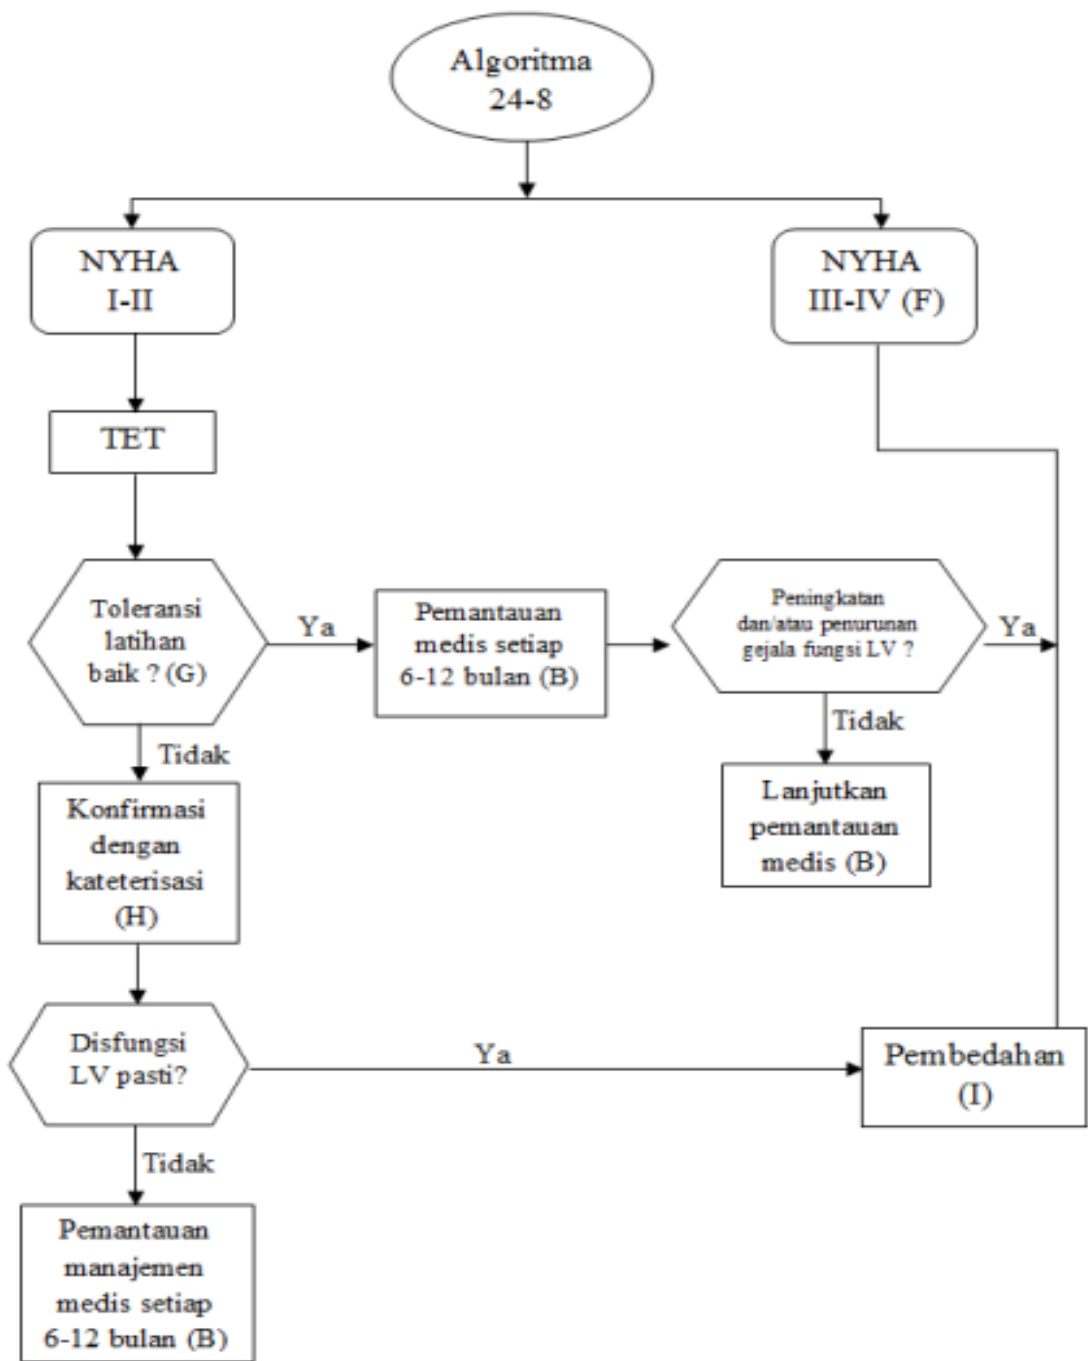 Algoritma
24-8
NYHA
I-II
NYHA
III-IV (F)
TET
Toleransi
latihan
baik ? (G)
Ya
Pemantauan
medis setiap
6-12 bulan (B)
Peningkatan
dan/atau penurunan
gejala fungsi LV ?
Ya
Tidak
Tidak
Konfirmasi
dengan
kateterisasi
(H)
Lanjutkan
pemantauan
medis (B)
Disfungsi
LV pasti?
Ya
Pembedahan
(I)
Tidak
Pemantauan
manajemen
medis setiap
6-12 bulan (B)